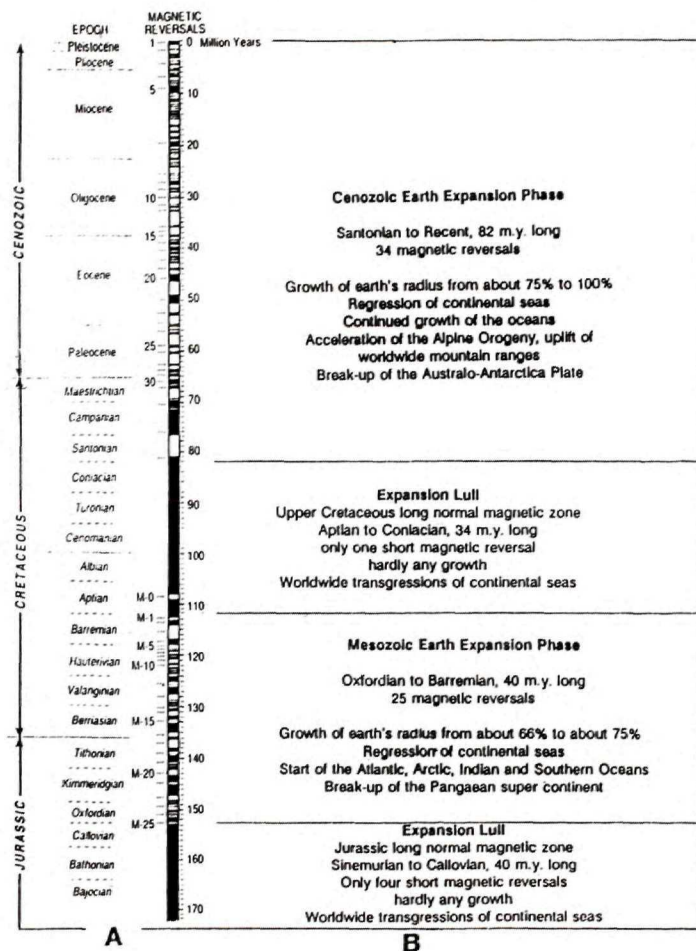 MAGNETIC
EPOCH REVERSALS
Pleistocene 1 0 Million Years
Pliocene
5
10
Miocene
20
Oligocene 10 30
15
40
Eocene 20
50
25
Paleocene 60
30
Maestrichtian
70
Campanian
Santonian 80
Coniacian
Turonian 90
Cenomanian
100
Albian
Aptian M-0
110
M-1
Barremian
M-5
Hauterivian M-10 120
Valanginian
130
Berriasian M-15
Tithonian 140
M-20
Kimmeridgian
150
Oxfordian
M-25
Callovian
160
Bathonian
Bajocian
170
CENOZOIC
CRETACEOUS
JURASSIC
A
Cenozoic Earth Expansion Phase
Santonian to Recent, 82 m.y. long
34 magnetic reversals
Growth of earth's radius from about 75% to 100%
Regression of continental seas
Continued growth of the oceans
Acceleration of the Alpine Orogeny, uplift of
worldwide mountain ranges
Break-up of the Australo-Antarctica Plate
Expansion Lull
Upper Cretaceous long normal magnetic zone
Aptian to Coniacian, 34 m.y. long
only one short magnetic reversal
hardly any growth
Worldwide transgressions of continental seas
Mesozoic Earth Expansion Phase
Oxfordian to Barremian, 40 m.y. long
25 magnetic reversals
Growth of earth's radius from about 66% to about 75%
Regression of continental seas
Start of the Atlantic, Arctic, Indian and Southern Oceans
Break-up of the Pangaean super continent
Expansion Lull
Jurassic long normal magnetic zone
Sinemurian to Callovian, 40 m.y. long
Only four short magnetic reversals
hardly any growth
Worldwide transgressions of continental seas
B